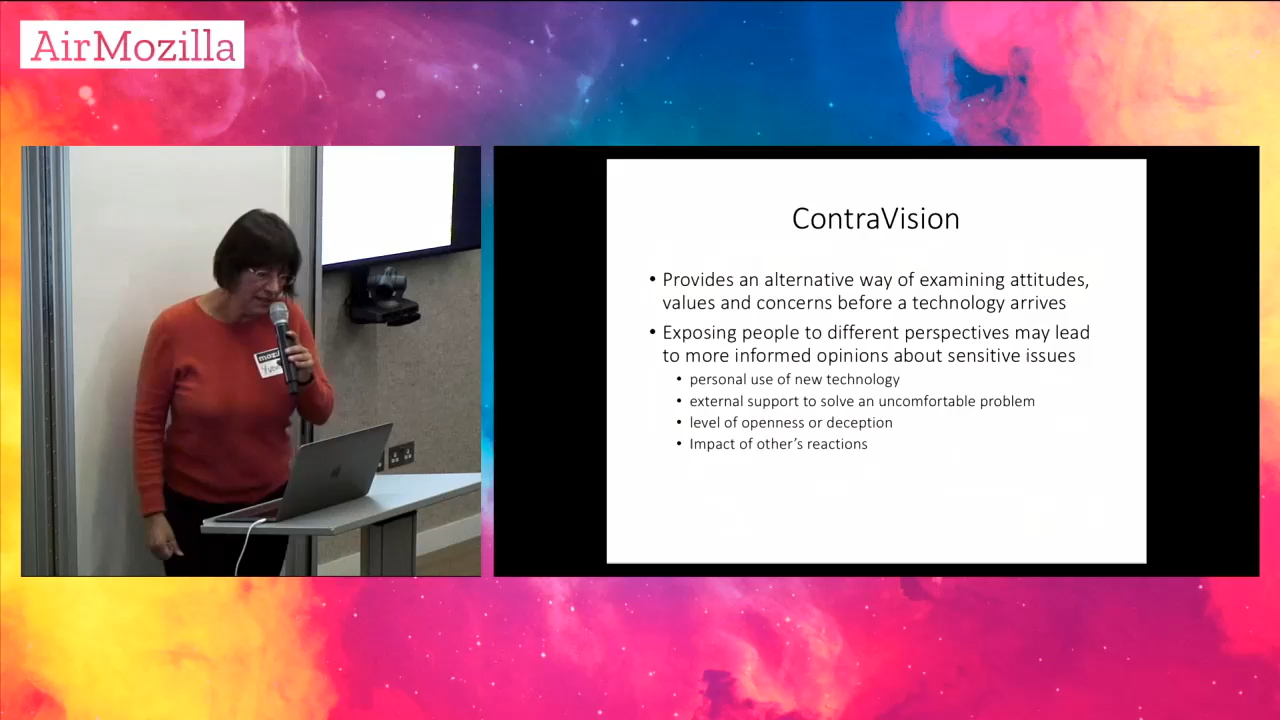 AirMozilla
ContraVision
• Provides an alternative way of examining attitudes,
values and concerns before a technology arrives
• Exposing people to different perspectives may lead
to more informed opinions about sensitive issues
• personal use of new technology
• external support to solve an uncomfortable problem
• level of openness or deception
• Impact of other's reactions